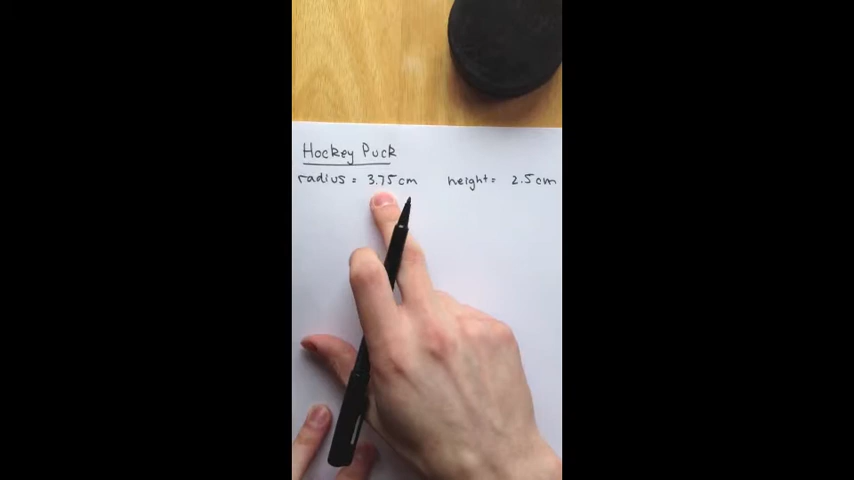 Hockey Puck
radius = 3.75cm height = 2.5cm